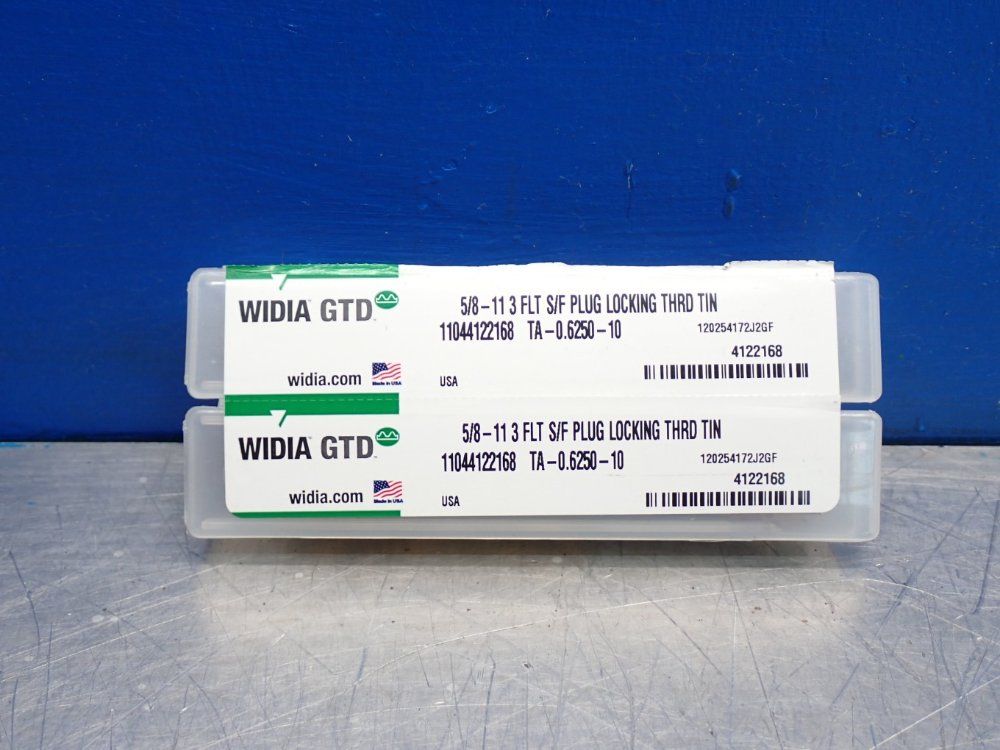 WIDIA™ GTD
5/8-11 3 FLT S/F PLUG LOCKING THRD TIN
11044122168 TA-0.6250-10 120254172J2GF
4122168
widia.com Made in USA USA
WIDIA™ GTD
5/8-11 3 FLT S/F PLUG LOCKING THRD TIN
11044122168 TA-0.6250-10 120254172J2GF
4122168
widia.com Made in USA USA